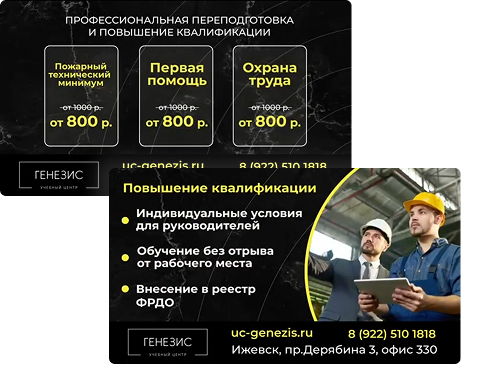 ПРОФЕССИОНАЛЬНАЯ ПЕРЕПОДГОТОВКА
И ПОВЫШЕНИЕ КВАЛИФИКАЦИИ
Пожарный
технический
минимум
от 1000 р.
от 800 р.
Первая
помощь
от 1000 р.
от 800 р.
Охрана
труда
от 1000 р.
от 800 р.
ГЕНЕЗИС
УЧЕБНЫЙ ЦЕНТР
uc-genezis.ru
8 (922) 510 1818
Повышение квалификации
Индивидуальные условия
для руководителей
Обучение без отрыва
от рабочего места
Внесение в реестр
ФРДО
ГЕНЕЗИС
УЧЕБНЫЙ ЦЕНТР
uc-genezis.ru
8 (922) 510 1818
Ижевск, пр.Дерябина 3, офис 330